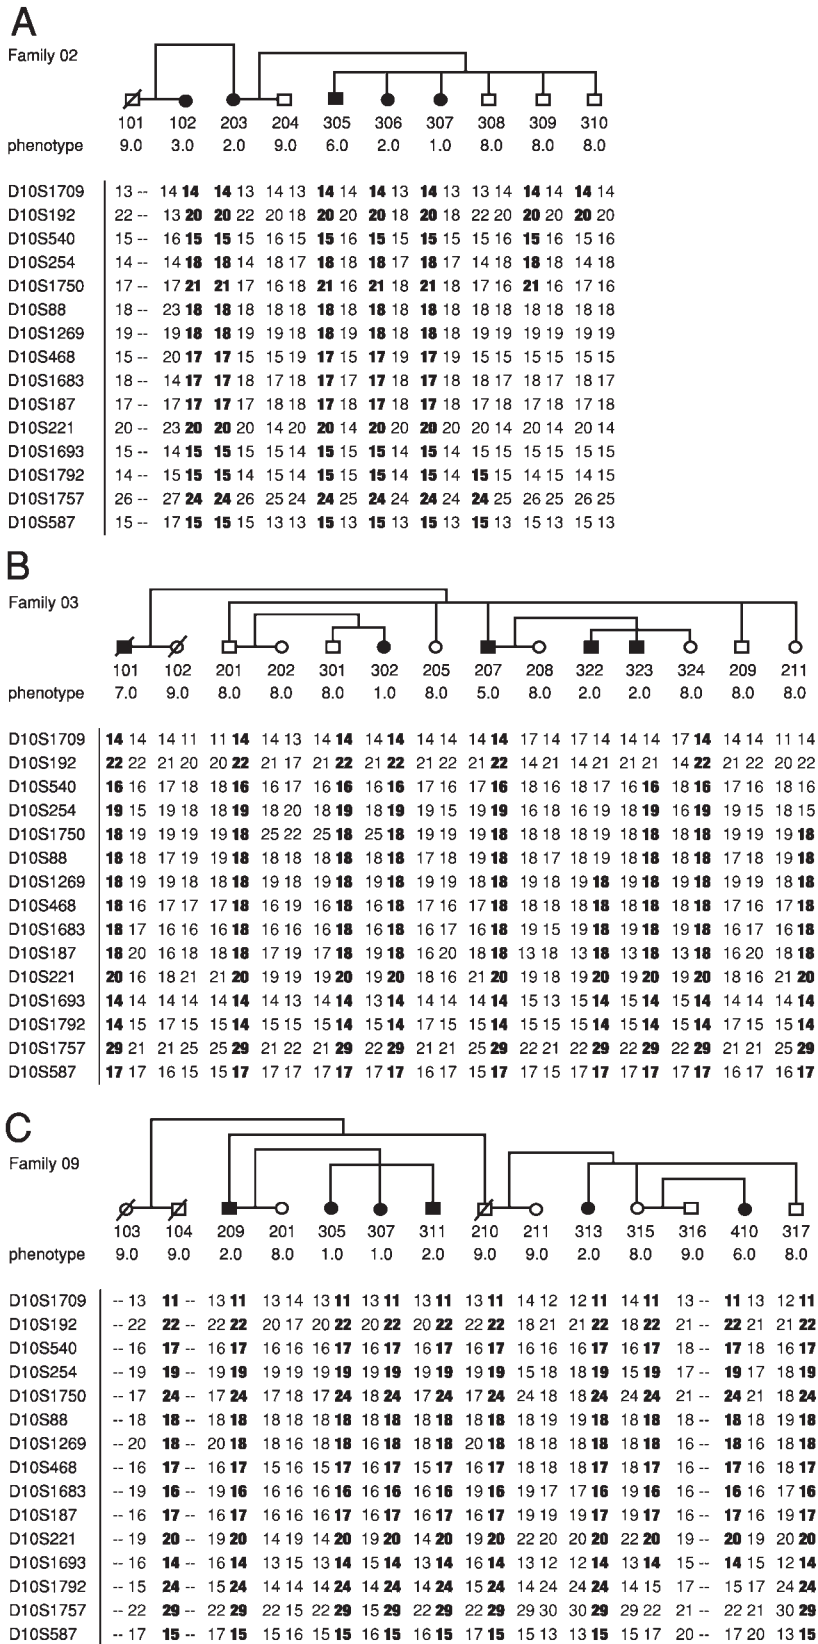 A
Family 02
101 102 203 204 305 306 307 308 309 310
phenotype 9.0 3.0 2.0 9.0 6.0 2.0 1.0 8.0 8.0 8.0
D10S1709 13 -- 14 14 14 13 14 13 14 14 14 13 14 13 13 14 14 14 14 14
D10S192 22 -- 13 20 20 22 20 18 20 20 20 18 20 18 22 20 20 20 20 20
D10S540 15 -- 16 15 15 15 16 15 15 16 15 15 15 15 15 16 15 16 15 16
D10S254 14 -- 14 18 18 14 18 17 18 18 18 17 18 17 14 18 18 18 14 18
D10S1750 17 -- 17 21 21 17 16 18 21 16 21 18 21 18 17 16 21 16 17 16
D10S88 18 -- 23 18 18 18 18 18 18 18 18 18 18 18 18 18 18 18 18 18
D10S1269 19 -- 19 18 18 19 19 18 18 19 18 18 18 18 19 19 19 19 19 19
D10S468 15 -- 20 17 17 15 15 19 17 15 17 19 17 19 15 15 15 15 15 15
D10S1683 18 -- 14 17 17 18 17 18 17 17 17 18 17 18 18 17 18 17 18 17
D10S187 17 -- 17 17 17 17 18 18 17 18 17 18 17 18 17 18 17 18 17 18
D10S221 20 -- 23 20 20 20 14 20 20 14 20 20 20 20 20 14 20 14 20 14
D10S1693 15 -- 14 15 15 15 14 15 15 14 15 15 15 14 15 15 15 15 15 15
D10S1792 14 -- 15 15 15 14 15 14 15 15 15 14 15 14 15 15 14 15 14 15
D10S1757 26 -- 27 24 24 26 25 24 24 25 24 24 24 24 24 25 26 25 26 25
D10S587 15 -- 17 15 15 15 13 13 15 13 15 13 15 13 15 13 15 13 15 13
B
Family 03
101 102 201 202 301 302 205 207 208 322 323 324 209 211
phenotype 7.0 9.0 8.0 8.0 8.0 1.0 8.0 5.0 8.0 2.0 2.0 8.0 8.0 8.0
D10S1709 14 14 14 11 11 14 14 13 14 14 14 14 14 14 14 14 17 14 17 14 14 14 17 14 14 14 11 14
D10S192 22 22 21 20 20 22 21 17 21 22 21 22 21 22 21 22 14 21 14 21 21 21 14 22 21 22 20 22
D10S540 16 15 17 18 18 16 16 17 16 16 16 16 17 16 17 16 18 16 18 17 16 16 18 16 17 16 18 16
D10S254 19 15 19 18 18 19 18 20 18 19 18 19 19 15 19 19 16 18 16 19 18 19 16 19 19 15 18 15
D10S1750 18 19 19 19 19 18 25 22 25 18 25 18 19 19 19 18 18 18 18 19 18 18 18 18 19 19 19 18
D10S88 18 18 17 19 19 18 18 18 18 18 18 18 17 18 19 18 18 17 18 19 18 18 18 18 17 18 19 18
D10S1269 18 19 19 18 18 18 19 18 19 18 19 18 19 19 18 18 19 18 19 18 19 18 19 18 19 19 18 18
D10S468 18 16 17 17 17 18 16 19 16 18 16 18 17 16 17 18 18 18 18 18 18 18 18 18 17 16 17 18
D10S1683 18 17 16 16 16 18 16 16 16 18 16 18 16 17 16 18 19 15 19 18 15 18 19 18 16 17 16 18
D10S187 18 20 16 18 18 18 17 19 17 18 19 18 16 20 18 18 13 18 13 18 13 18 13 18 16 20 18 18
D10S221 20 16 18 21 21 20 19 19 19 20 19 20 18 16 21 20 19 18 19 20 19 20 19 20 18 16 21 20
D10S1693 14 14 14 14 14 14 14 13 14 14 13 14 14 14 14 14 15 13 15 14 15 14 15 14 14 14 14 14
D10S1792 14 15 17 15 15 14 15 15 15 14 15 14 17 15 15 14 15 15 15 14 15 14 15 14 17 15 15 14
D10S1757 29 21 21 25 25 29 21 22 21 29 22 29 21 21 25 29 22 21 22 29 22 29 22 29 21 21 25 29
D10S587 17 17 16 15 15 17 17 17 17 17 17 17 16 17 15 17 17 15 17 17 17 17 17 17 16 17 16 17
C
Family 09
103 104 209 201 305 307 311 210 211 313 315 316 410 317
phenotype 9.0 9.0 2.0 8.0 1.0 1.0 2.0 9.0 9.0 2.0 8.0 9.0 6.0 8.0
D10S1709 -- 13 11 -- 13 11 13 14 13 11 13 11 13 11 13 11 14 12 12 11 14 11 13 -- 11 13 12 11
D10S192 -- 22 22 -- 22 22 20 17 20 22 20 22 20 22 22 22 18 21 21 22 18 22 21 -- 22 21 21 22
D10S540 -- 16 17 -- 16 17 16 16 16 17 16 17 16 17 16 17 16 16 16 17 16 17 18 -- 17 18 16 17
D10S254 -- 19 19 -- 19 19 19 19 19 19 19 19 19 19 19 19 15 18 18 19 15 19 17 -- 19 17 18 19
D10S1750 -- 17 24 -- 17 24 17 18 17 24 18 24 17 24 17 24 24 18 18 24 24 24 21 -- 24 21 18 24
D10S88 -- 18 18 -- 18 18 18 18 18 18 18 18 18 18 18 18 18 19 19 18 18 18 18 -- 18 18 19 18
D10S1269 -- 20 18 -- 20 18 18 16 18 18 16 18 18 18 20 18 18 18 18 18 18 18 16 -- 18 16 18 18
D10S468 -- 16 17 -- 16 17 15 16 15 17 16 17 15 17 16 17 18 18 18 17 18 17 16 -- 17 16 18 17
D10S1683 -- 19 16 -- 19 16 16 16 16 16 16 16 16 16 19 16 19 17 17 16 19 16 16 -- 16 16 17 16
D10S187 -- 16 17 -- 16 17 16 16 16 17 16 17 16 17 16 17 19 19 19 17 19 17 16 -- 17 16 19 17
D10S221 -- 19 20 -- 19 20 14 19 14 20 19 20 14 20 19 20 22 20 20 20 22 20 19 -- 20 19 20 20
D10S1693 -- 16 14 -- 16 14 13 15 13 14 15 14 13 14 16 14 13 12 12 14 13 14 15 -- 14 15 12 14
D10S1792 -- 15 24 -- 15 24 14 14 14 24 14 24 14 24 15 24 14 24 24 24 14 15 17 -- 15 17 24 24
D10S1757 -- 22 29 -- 22 29 22 15 22 29 15 29 22 29 22 29 29 30 30 29 29 22 21 -- 22 21 30 29
D10S587 -- 17 15 -- 17 15 15 16 15 15 16 15 16 15 17 15 15 13 13 15 15 17 20 -- 17 20 13 15